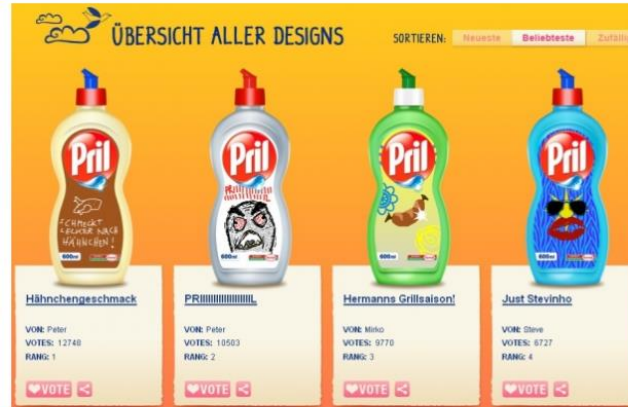 ÜBERSICHT ALLER DESIGNS
SORTIEREN: Neueste Beliebteste
Pril
SCHMECKT
LECKER NACH
HÄHNCHEN!
600ml
Pril
600ml
Pril
600ml
Pril
600ml
Hähnchengeschmack
VON: Peter
VOTES: 12748
RANG: 1
VOTE
PRIIIIIIIIIIIIIIIIIIL
VON: Peter
VOTES: 10503
RANG: 2
VOTE
Hermanns Grillsaison!
VON: Mirko
VOTES: 9770
RANG: 3
VOTE
Just Stevinho
VON: Steve
VOTES: 6727
RANG: 4
VOTE